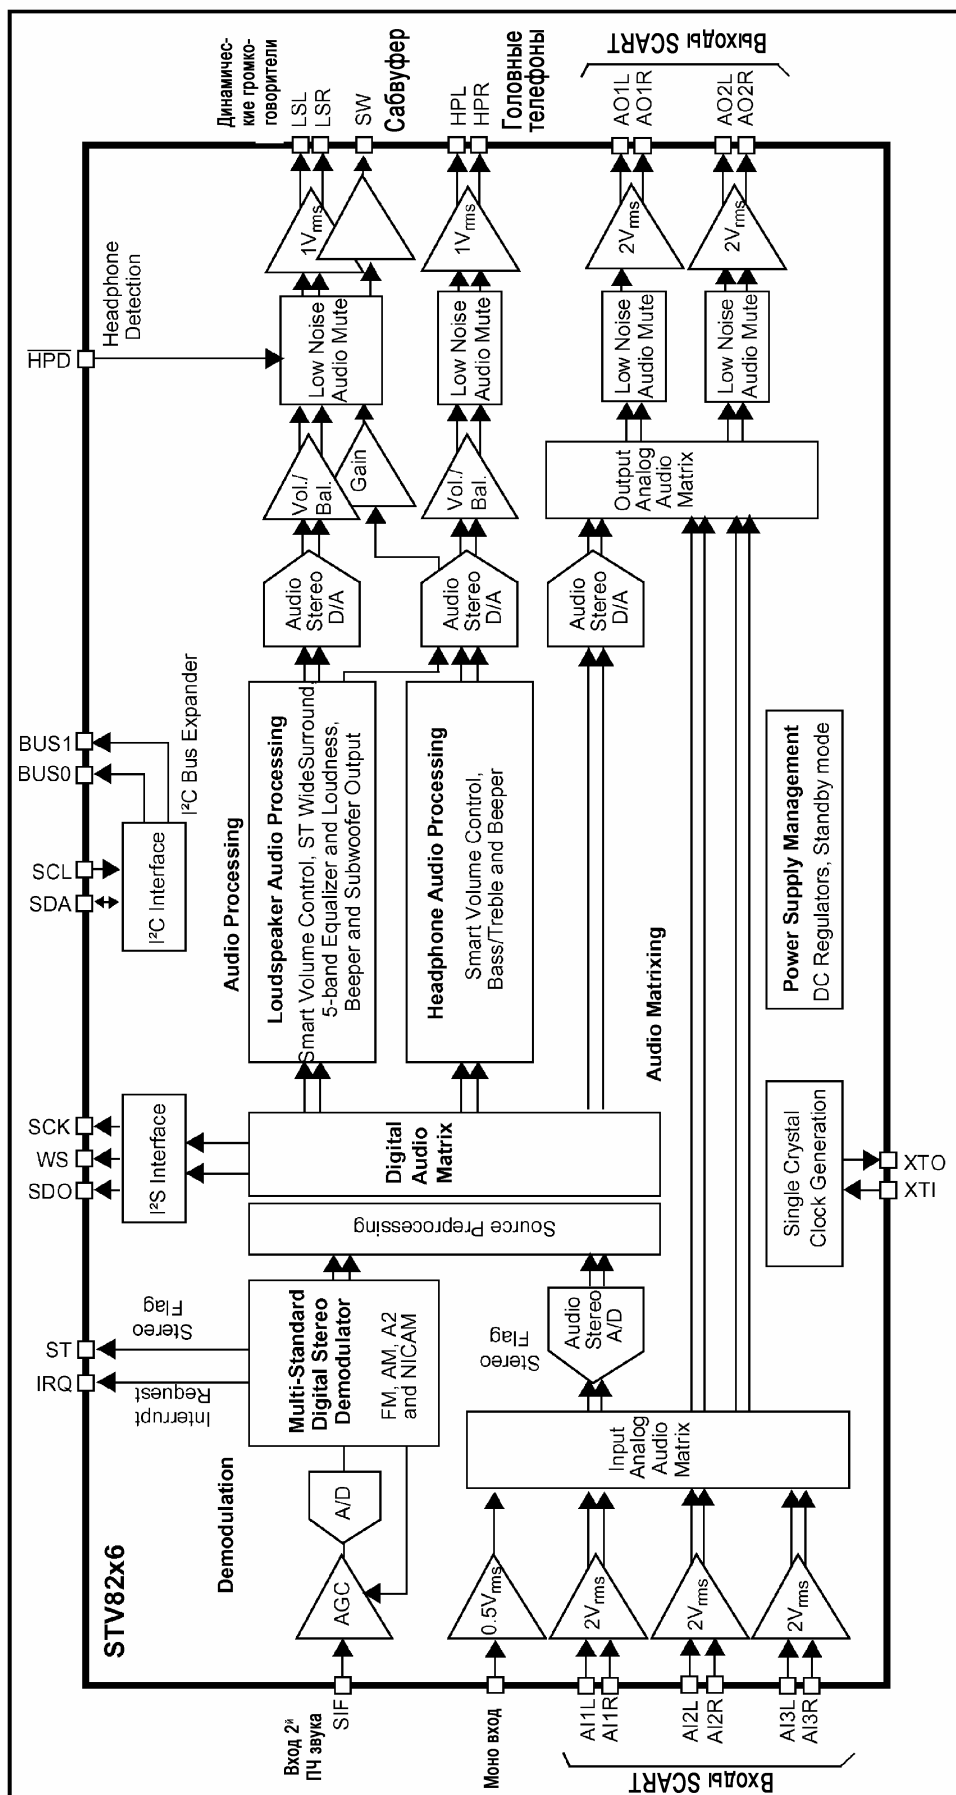 STV82x6
Demodulation
Вход 2й
ПЧ звука
SIF
AGC
A/D
Multi-Standard
Digital Stereo
Demodulator
FM, AM, A2
and NICAM
IRQ
Interrupt
Request
ST
Stereo
Flag
Source Preprocessing
Digital
Audio
Matrix
I²S Interface
SDO
WS
SCK
Audio Processing
Loudspeaker Audio Processing
Smart Volume Control, ST WideSurround,
5-band Equalizer and Loudness,
Beeper and Subwoofer Output
Headphone Audio Processing
Smart Volume Control,
Bass/Treble and Beeper
I²C Interface
SDA
SCL
BUS0
BUS1
I²C Bus Expander
Audio
Stereo
D/A
Vol./
Bal.
Gain
Low Noise
Audio Mute
HPD
Headphone
Detection
1Vrms
Динамичес-
кие громко-
говорители
LSL
LSR
SW
Сабвуфер
Audio
Stereo
D/A
Vol./
Bal.
Low Noise
Audio Mute
1Vrms
HPL
HPR
Головные
телефоны
Моно вход
0.5Vrms
Входы SCART
AI1L
AI1R
2Vrms
AI2L
AI2R
2Vrms
AI3L
AI3R
2Vrms
Input
Analog
Audio
Matrix
Stereo
Flag
Audio
Stereo
A/D
Audio Matrixing
Audio
Stereo
D/A
Output
Analog
Audio
Matrix
Low Noise
Audio Mute
2Vrms
AO1L
AO1R
Low Noise
Audio Mute
2Vrms
AO2L
AO2R
Выходы SCART
Single Crystal
Clock Generation
XTI
XTO
Power Supply Management
DC Regulators, Standby mode